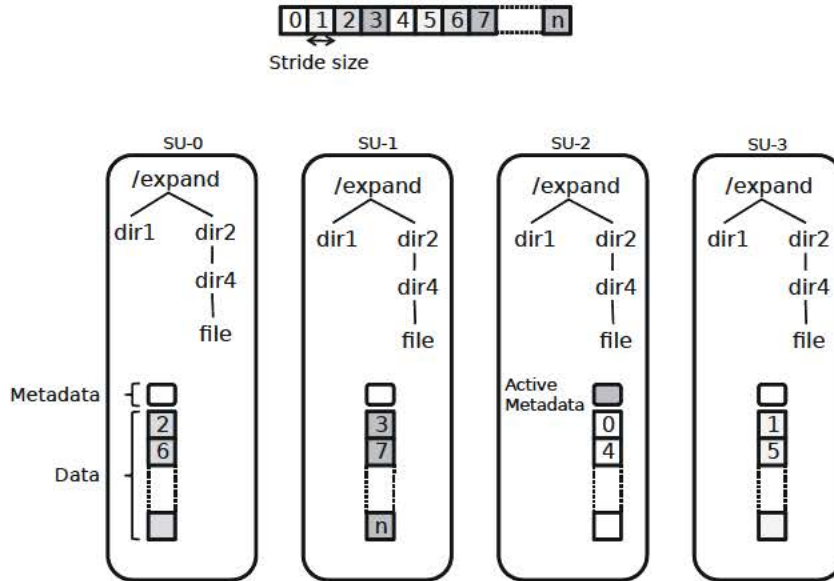 0 1 2 3 4 5 6 7 n
Stride size
SU-0
/expand
dir1 dir2
dir4
file
Metadata
2
6
Data
SU-1
/expand
dir1 dir2
dir4
file
3
7
n
SU-2
/expand
dir1 dir2
dir4
file
Active
Metadata
0
4
SU-3
/expand
dir1 dir2
dir4
file
1
5